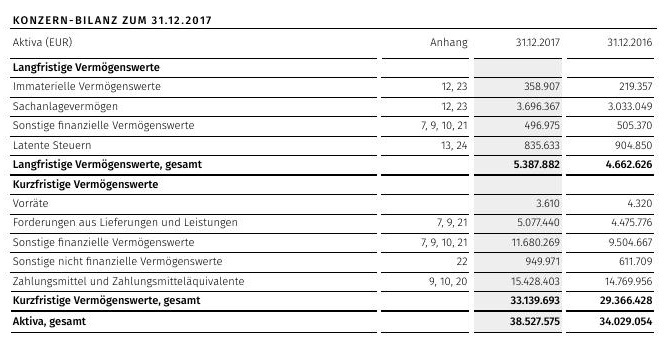 KONZERN-BILANZ ZUM 31.12.2017
Aktiva (EUR) Anhang 31.12.2017 31.12.2016
Langfristige Vermögenswerte
Immaterielle Vermögenswerte 12, 23 358.907 219.357
Sachanlagevermögen 12, 23 3.696.367 3.033.049
Sonstige finanzielle Vermögenswerte 7, 9, 10, 21 496.975 505.370
Latente Steuern 13, 24 835.633 904.850
Langfristige Vermögenswerte, gesamt 5.387.882 4.662.626
Kurzfristige Vermögenswerte
Vorräte 3.610 4.320
Forderungen aus Lieferungen und Leistungen 7, 9, 21 5.077.440 4.475.776
Sonstige finanzielle Vermögenswerte 7, 9, 10, 21 11.680.269 9.504.667
Sonstige nicht finanzielle Vermögenswerte 22 949.971 611.709
Zahlungsmittel und Zahlungsmitteläquivalente 9, 10, 20 15.428.403 14.769.956
Kurzfristige Vermögenswerte, gesamt 33.139.693 29.366.428
Aktiva, gesamt 38.527.575 34.029.054